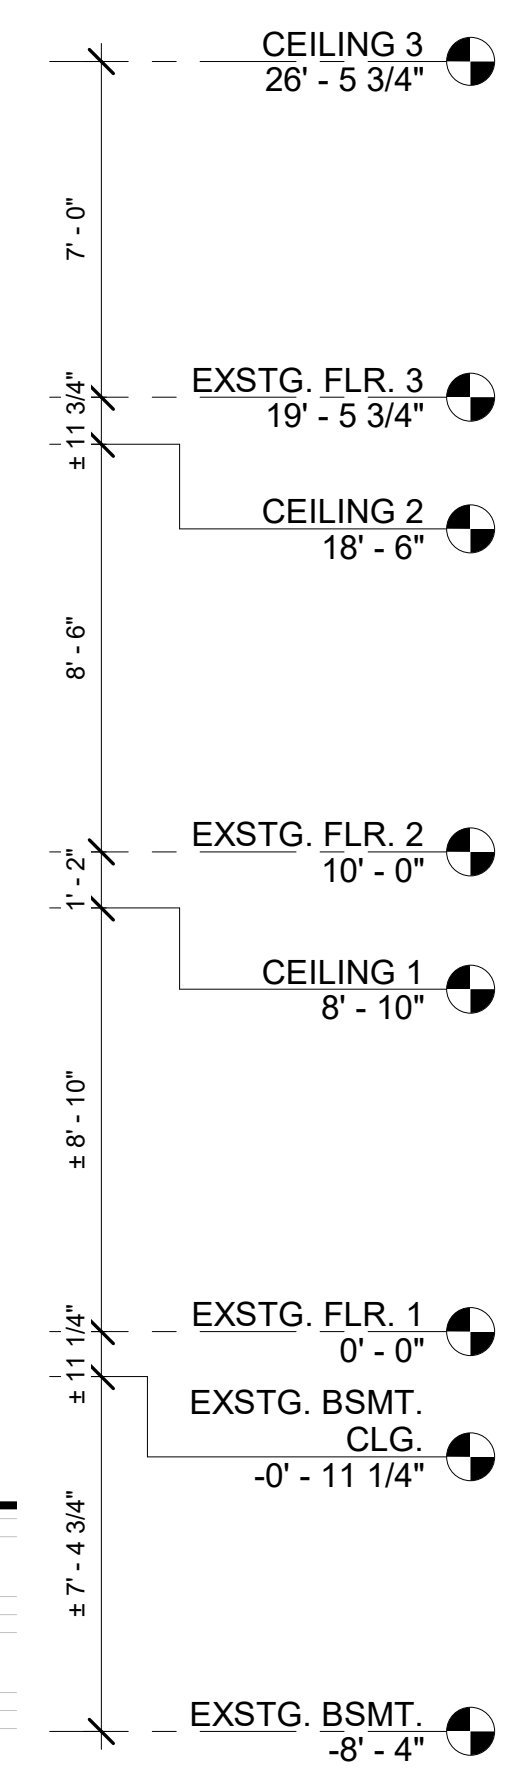 CEILING 3
26' - 5 3/4"
7' - 0"
EXSTG. FLR. 3
19' - 5 3/4"
± 11 3/4"
CEILING 2
18' - 6"
8' - 6"
EXSTG. FLR. 2
10' - 0"
1' - 2"
CEILING 1
8' - 10"
± 8' - 10"
EXSTG. FLR. 1
0' - 0"
± 11 1/4"
EXSTG. BSMT.
CLG.
-0' - 11 1/4"
± 7' - 4 3/4"
EXSTG. BSMT.
-8' - 4"